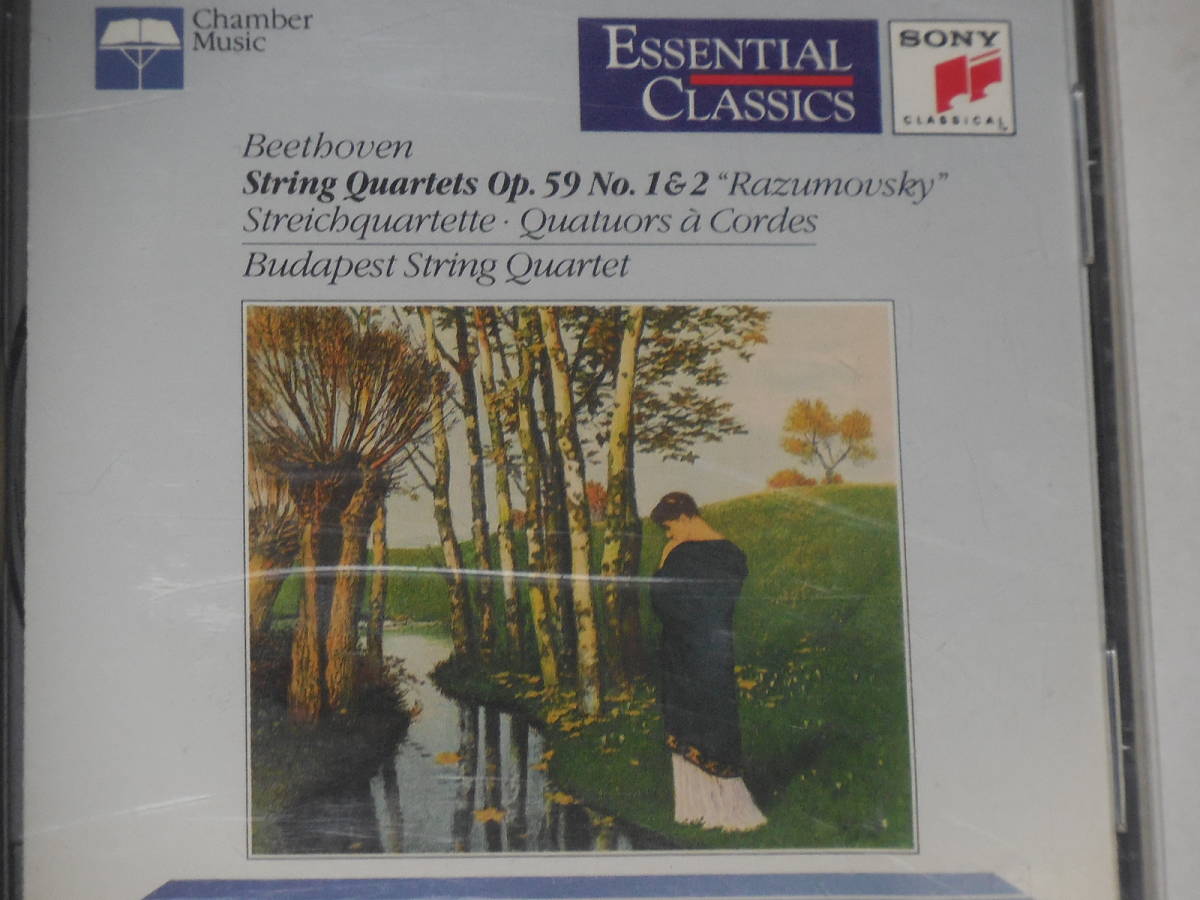 Chamber
Music
ESSENTIAL
CLASSICS
SONY
CLASSICAL
Beethoven
String Quartets Op. 59 No. 1 & 2 “Razumovsky”
Streichquartette · Quatuors à Cordes
Budapest String Quartet